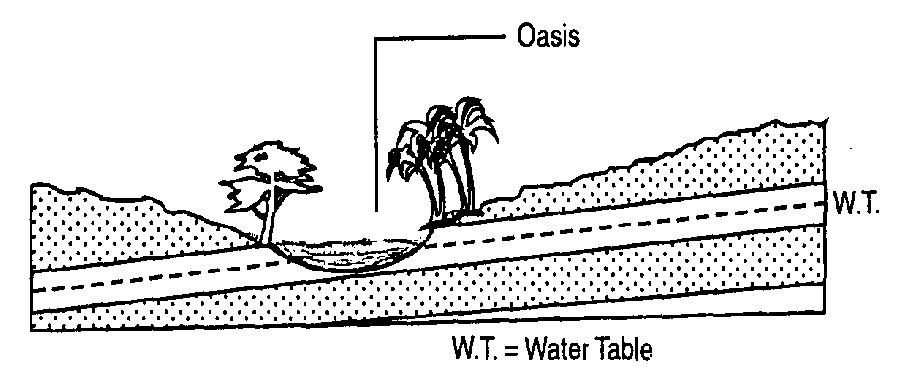 Oasis
W.T.
W.T. = Water Table